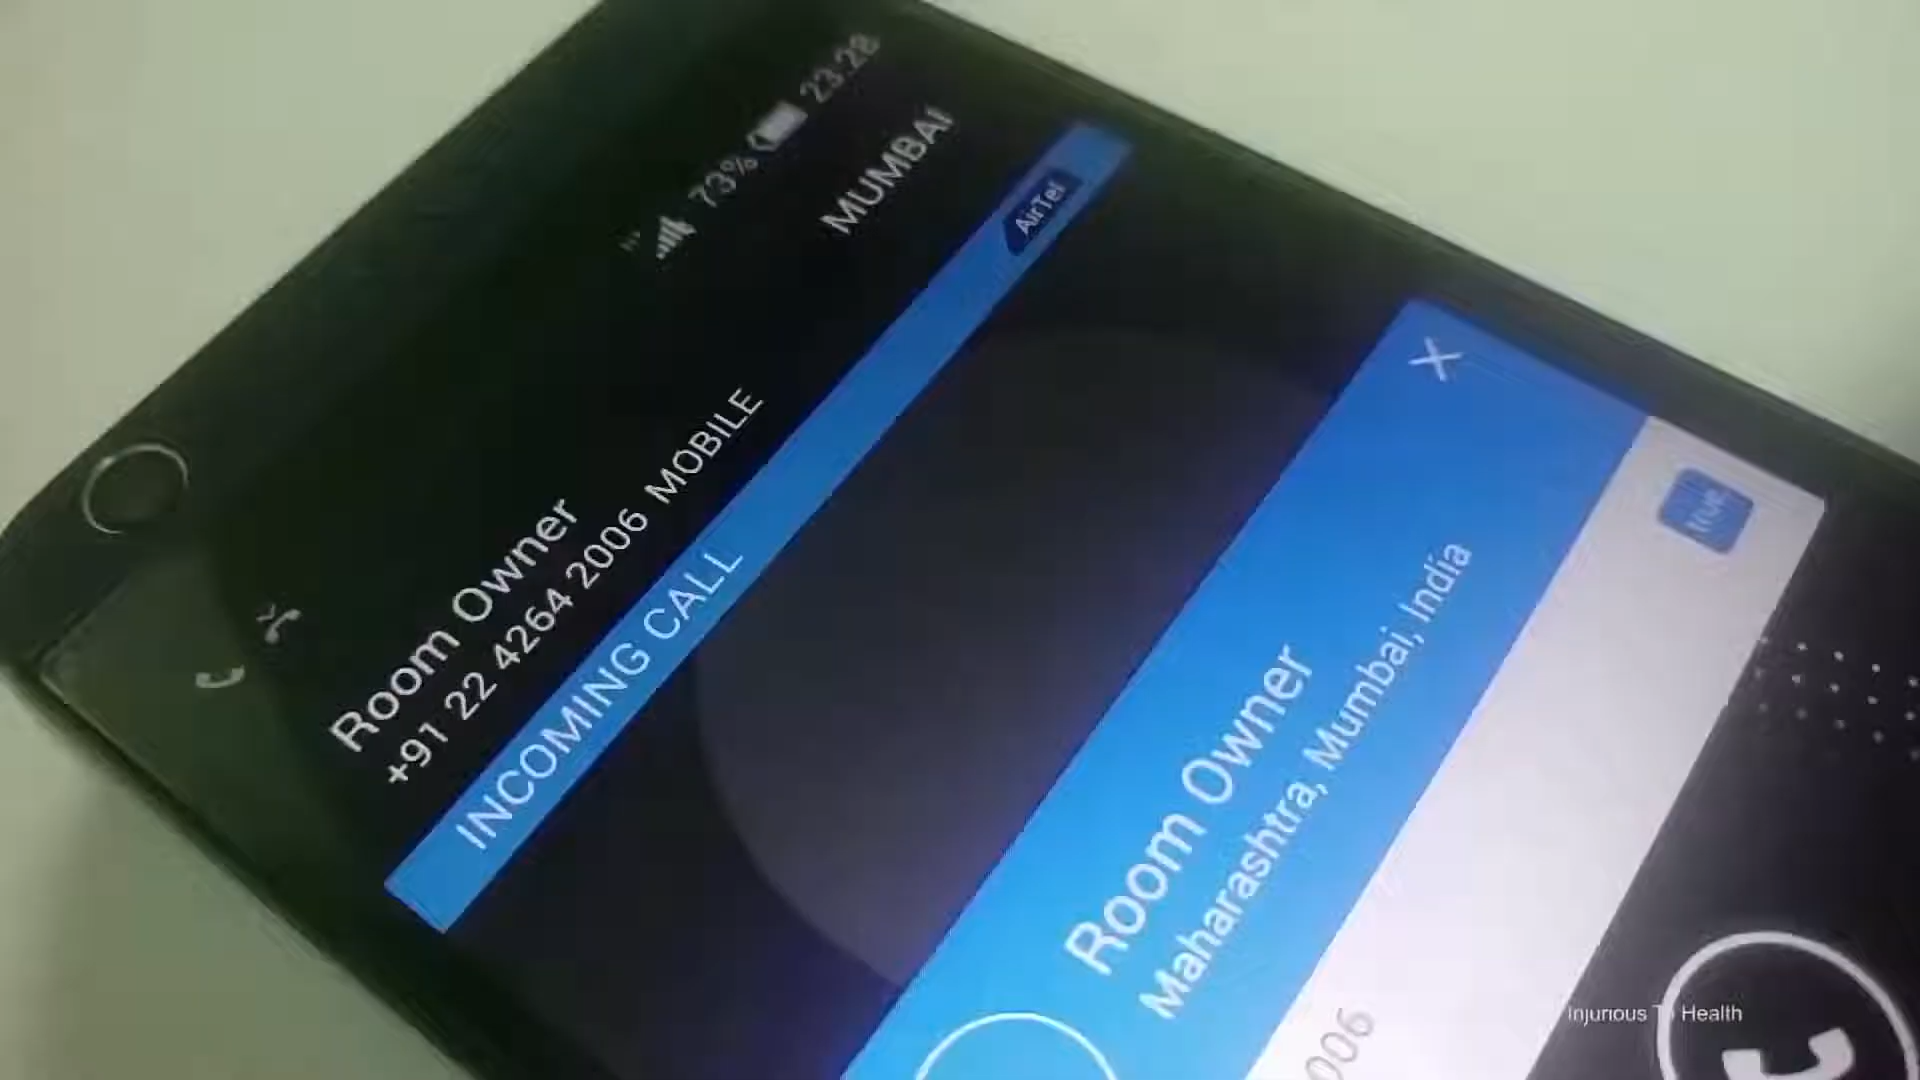 73% 23:28
MUMBAI
Room Owner
+91 22 4264 2006 MOBILE
INCOMING CALL
AirTel
X
Room Owner
Maharashtra, Mumbai, India
true
006
Injurious To Health